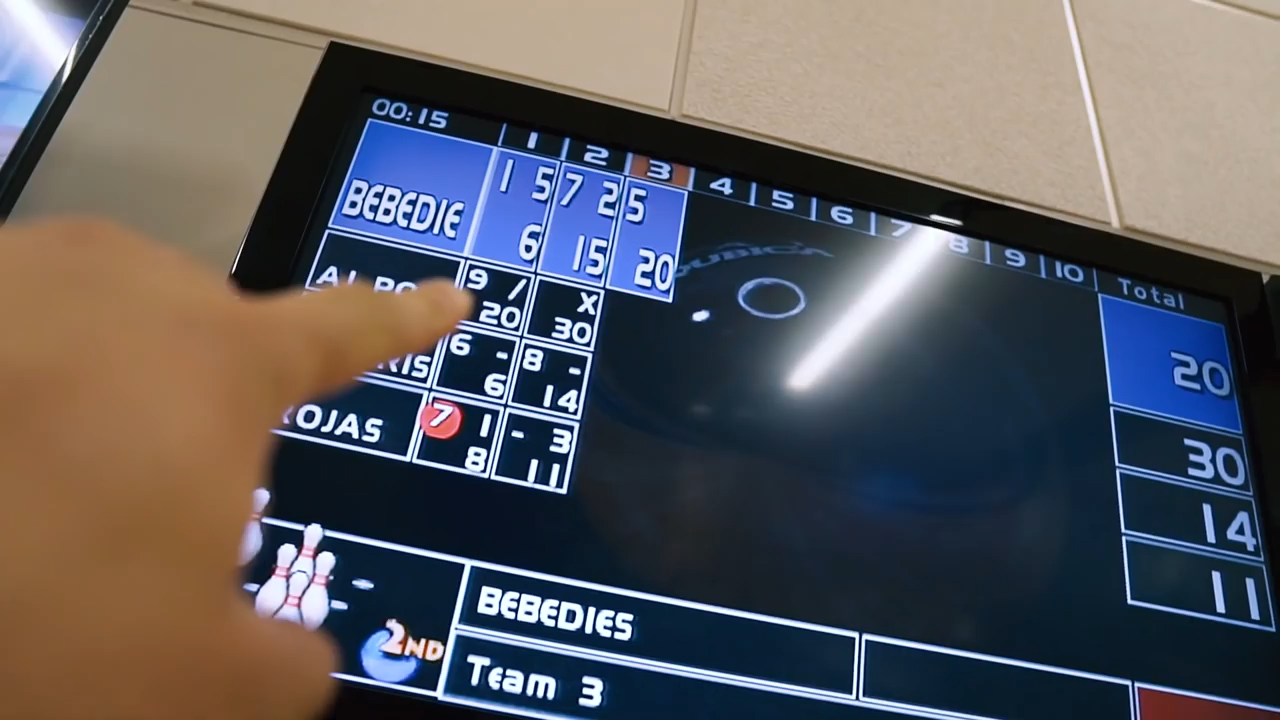 00:15 1 2 3 4 5 6 7 8 9 10 Total
BEBEDIE 1 5 7 2 5
6 15 20 20
9 / X
20 30 30
6 - 8 -
6 14 14
OJAS 7 1 - 3
8 11 11
2ND
BEBEDIES
Team 3